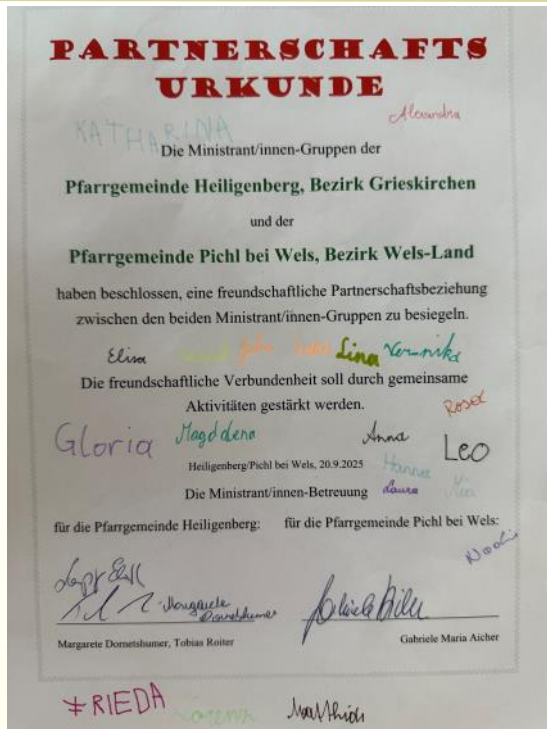 PARTNERSCHAFTS
URKUNDE
Alexandra
KATHARINA
Die Ministrant/innen-Gruppen der
Pfarrgemeinde Heiligenberg, Bezirk Grieskirchen
und der
Pfarrgemeinde Pichl bei Wels, Bezirk Wels-Land
haben beschlossen, eine freundschaftliche Partnerschaftsbeziehung
zwischen den beiden Ministrant/innen-Gruppen zu besiegeln.
Elisa Lina Veronika
Die freundschaftliche Verbundenheit soll durch gemeinsame
Aktivitäten gestärkt werden.
Rosa
Gloria Magdalena Anna Leo
Heiligenberg/Pichl bei Wels, 20.9.2025 Hanna
Die Ministrant/innen-Betreuung Laura Mia
für die Pfarrgemeinde Heiligenberg: für die Pfarrgemeinde Pichl bei Wels:
Margarete
Dornetshumer
Margarete Dornetshumer, Tobias Roiter Gabriele Maria Aicher
FRIEDA Matthias